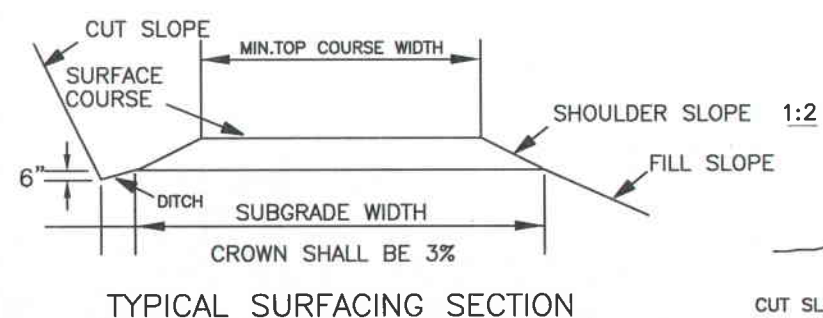 CUT SLOPE
MIN.TOP COURSE WIDTH
SURFACE
COURSE
SHOULDER SLOPE 1:2
FILL SLOPE
6"
DITCH
SUBGRADE WIDTH
CROWN SHALL BE 3%
TYPICAL SURFACING SECTION
CUT SL